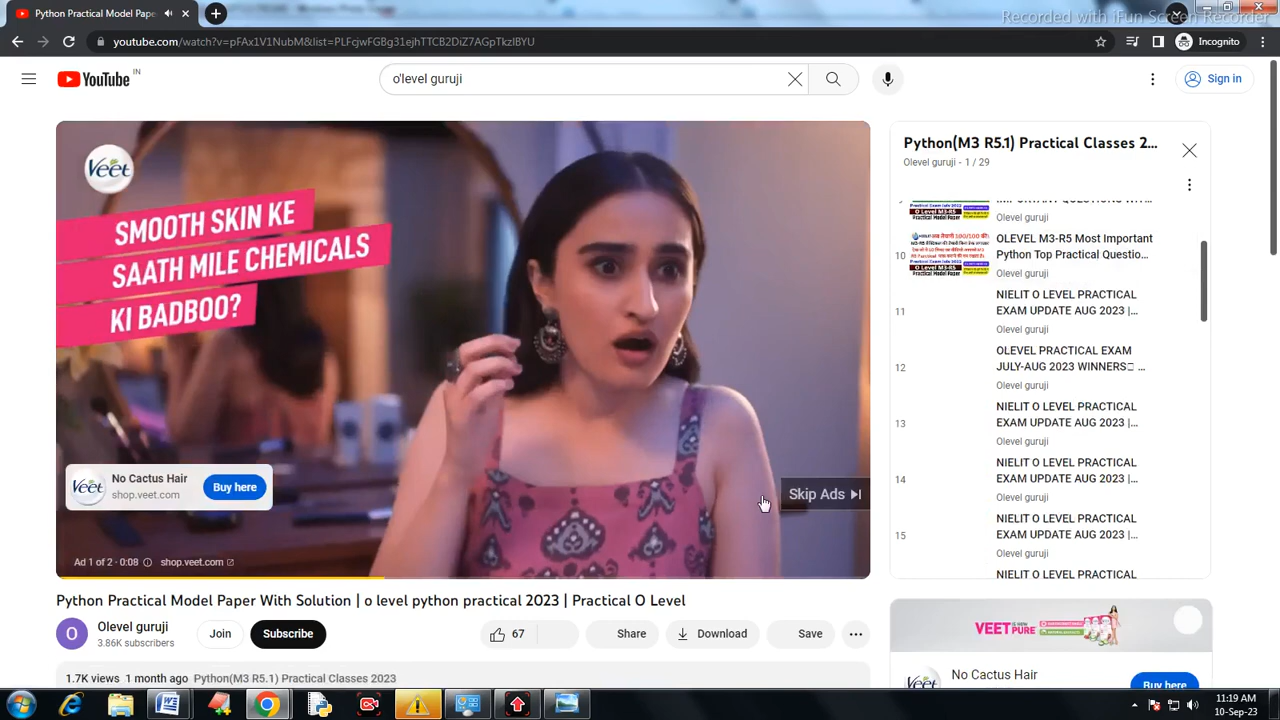 Python Practical Model Pape
Recorded with iFun Screen Recorder
youtube.com/watch?v=pFAx1V1NubM&list=PLFcjwFGBg31ejhTTCB2DiZ7AGpTkzIBYU
Incognito
YouTube IN
o'level guruji
Sign in
Veet
SMOOTH SKIN KE
SAATH MILE CHEMICALS
KI BADBOO?
Veet
No Cactus Hair
shop.veet.com
Buy here
Skip Ads
Ad 1 of 2 · 0:08
shop.veet.com
Python Practical Model Paper With Solution | o level python practical 2023 | Practical O Level
O
Olevel guruji
3.86K subscribers
Join
Subscribe
67
Share
Download
Save
1.7K views 1 month ago Python(M3 R5.1) Practical Classes 2023
Python(M3 R5.1) Practical Classes 2...
Olevel guruji - 1 / 29
Olevel guruji
10
OLEVEL M3-R5 Most Important
Python Top Practical Questio...
Olevel guruji
11
NIELIT O LEVEL PRACTICAL
EXAM UPDATE AUG 2023 |...
Olevel guruji
12
OLEVEL PRACTICAL EXAM
JULY-AUG 2023 WINNERS ...
Olevel guruji
13
NIELIT O LEVEL PRACTICAL
EXAM UPDATE AUG 2023 |...
Olevel guruji
14
NIELIT O LEVEL PRACTICAL
EXAM UPDATE AUG 2023 |...
Olevel guruji
15
NIELIT O LEVEL PRACTICAL
EXAM UPDATE AUG 2023 |...
Olevel guruji
NIELIT O LEVEL PRACTICAL
VEET IS NOW PURE
No Cactus Hair
Buy here
11:19 AM
10-Sep-23